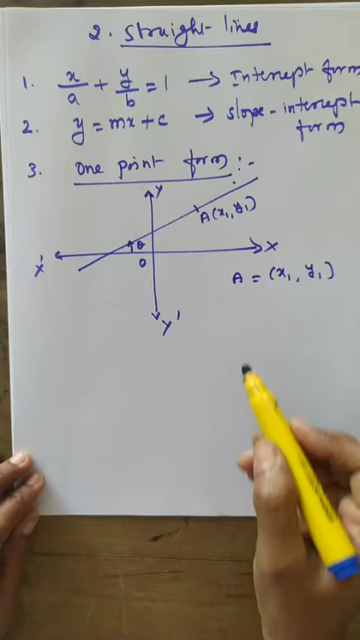 2. Straight lines
1. x/a + y/b = 1 → Intercept form
2. y = mx + c → slope-intercept form
3. One point form :-
Y
A(x₁, y₁)
θ
X' X
O
A = (x₁, y₁)
Y'